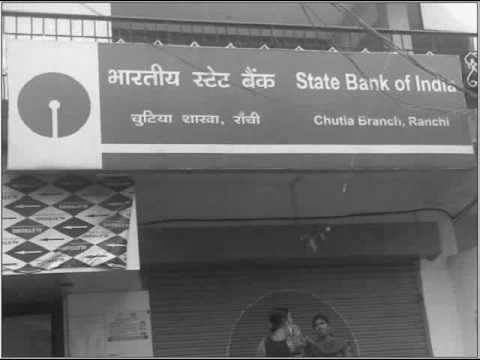 भारतीय स्टेट बैंक State Bank of India
चुटिया शाखा, राँची Chutia Branch, Ranchi